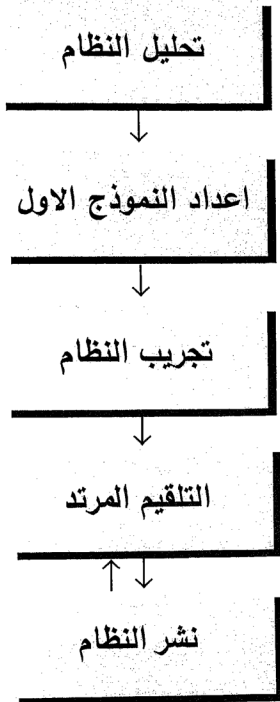 تحليل النظام
اعداد النموذج الاول
تجريب النظام
التلقيم المرتد
نشر النظام